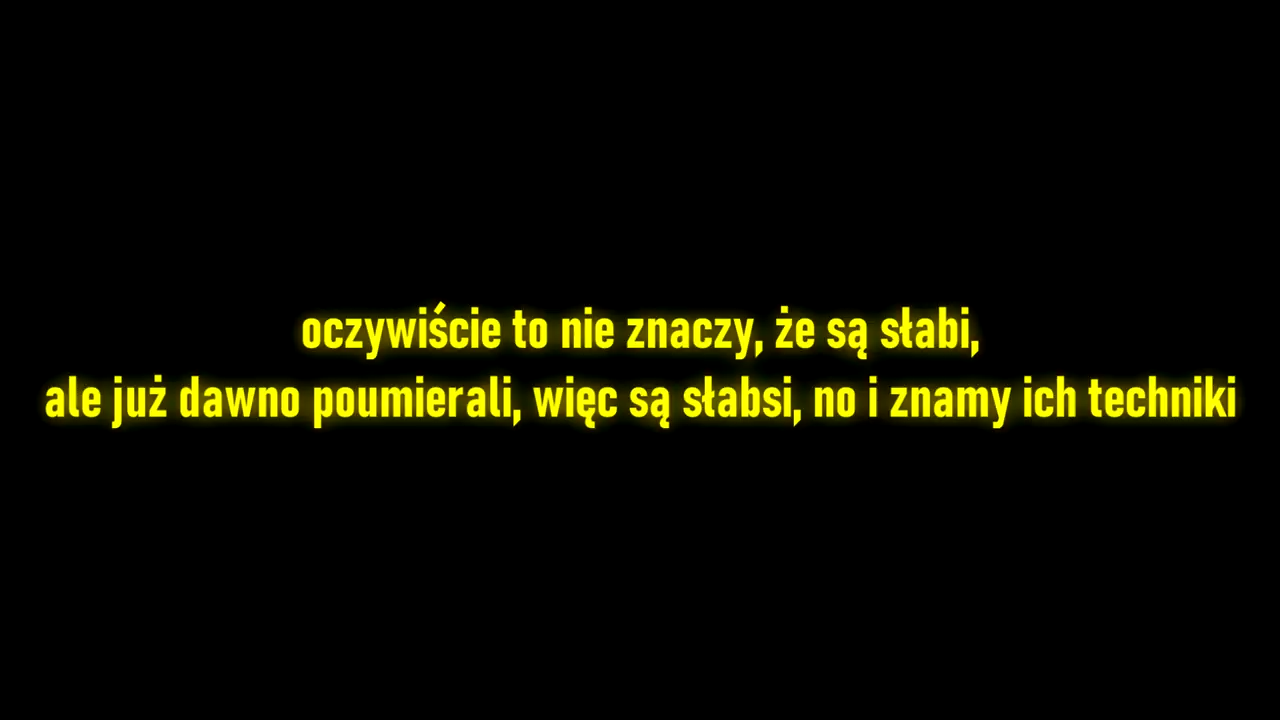 oczywiście to nie znaczy, że są słabi,
ale już dawno poumierali, więc są słabsi, no i znamy ich techniki